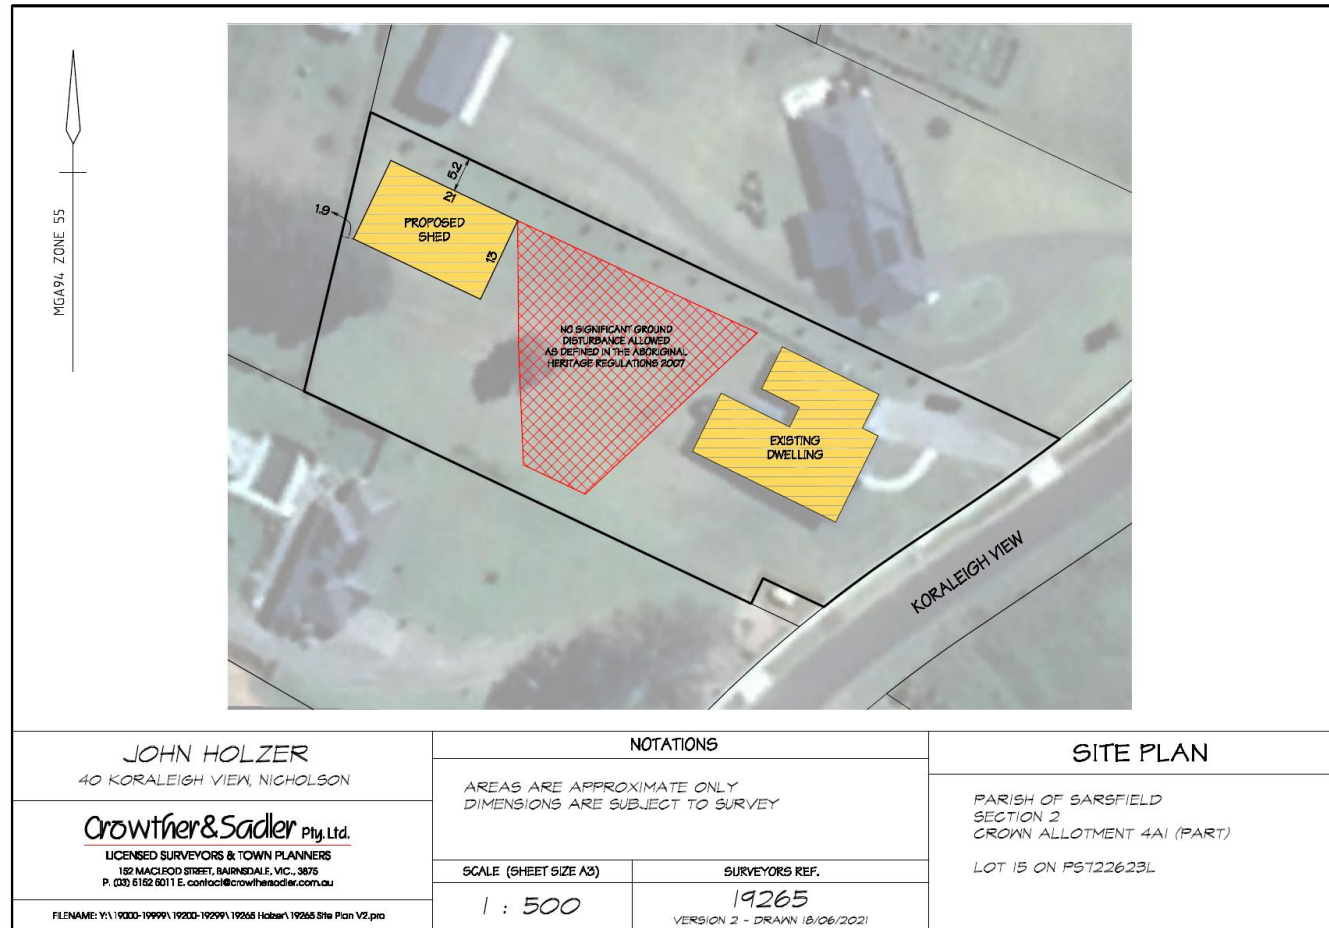 MGA94 ZONE 55
5.2
21
1.9
PROPOSED
SHED
13
NO SIGNIFICANT GROUND
DISTURBANCE ALLOWED
AS DEFINED IN THE ABORIGINAL
HERITAGE REGULATIONS 2007
EXISTING
DWELLING
KORALEIGH VIEW
JOHN HOLZER
40 KORALEIGH VIEW, NICHOLSON
Crowther&Sadler Pty. Ltd.
LICENSED SURVEYORS & TOWN PLANNERS
152 MACLEOD STREET, BAIRNSDALE, VIC., 3875
P. (03) 5152 5011 E. contact@crowthersadler.com.au
FILENAME: Y:\19000-19999\19200-19299\19265 Holzer\19265 Site Plan V2.pro
NOTATIONS
AREAS ARE APPROXIMATE ONLY
DIMENSIONS ARE SUBJECT TO SURVEY
SCALE (SHEET SIZE A3)
1 : 500
SURVEYORS REF.
19265
VERSION 2 - DRAWN 18/06/2021
SITE PLAN
PARISH OF SARSFIELD
SECTION 2
CROWN ALLOTMENT 4A1 (PART)
LOT 15 ON PS722623L